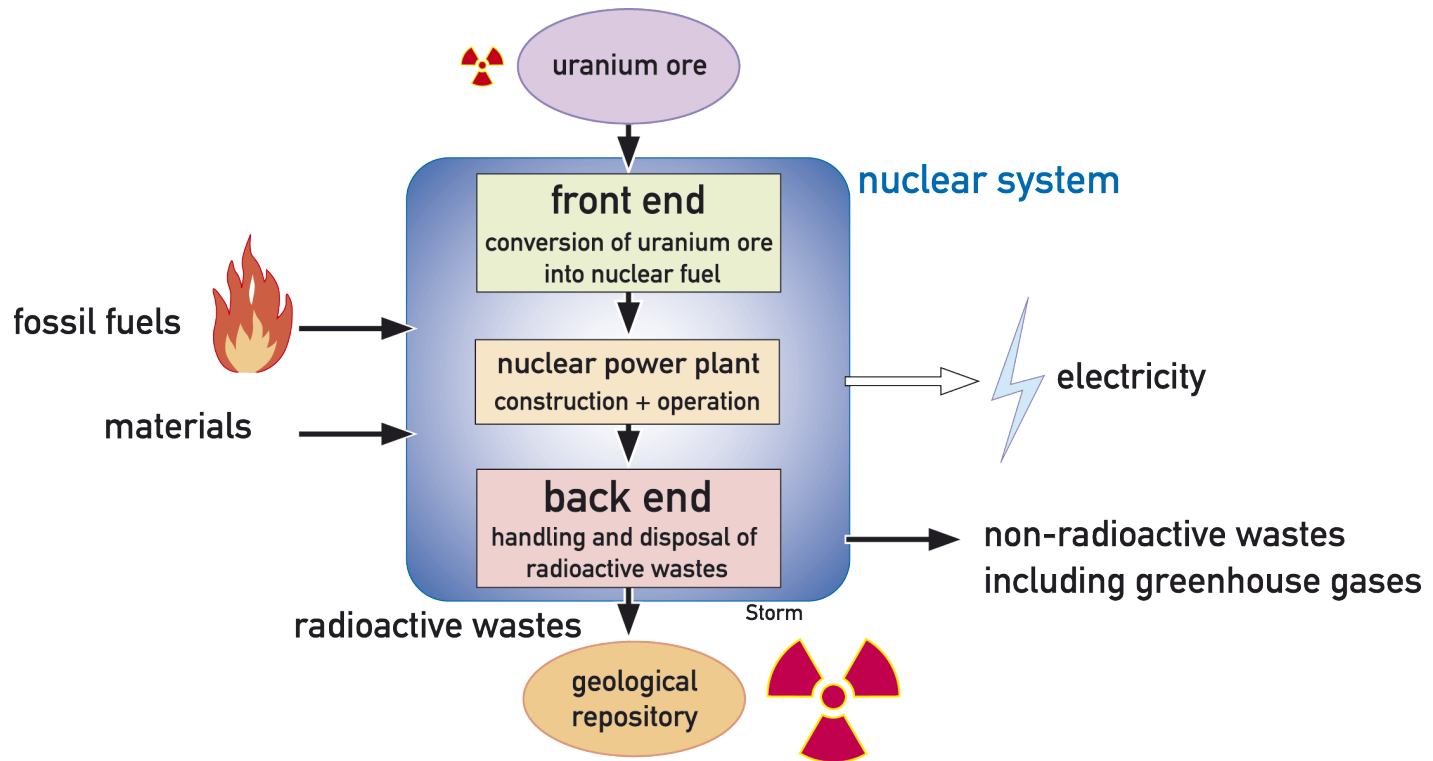 uranium ore
nuclear system
front end
conversion of uranium ore
into nuclear fuel
fossil fuels
nuclear power plant
construction + operation
electricity
materials
back end
handling and disposal of
radioactive wastes
non-radioactive wastes
including greenhouse gases
Storm
radioactive wastes
geological
repository